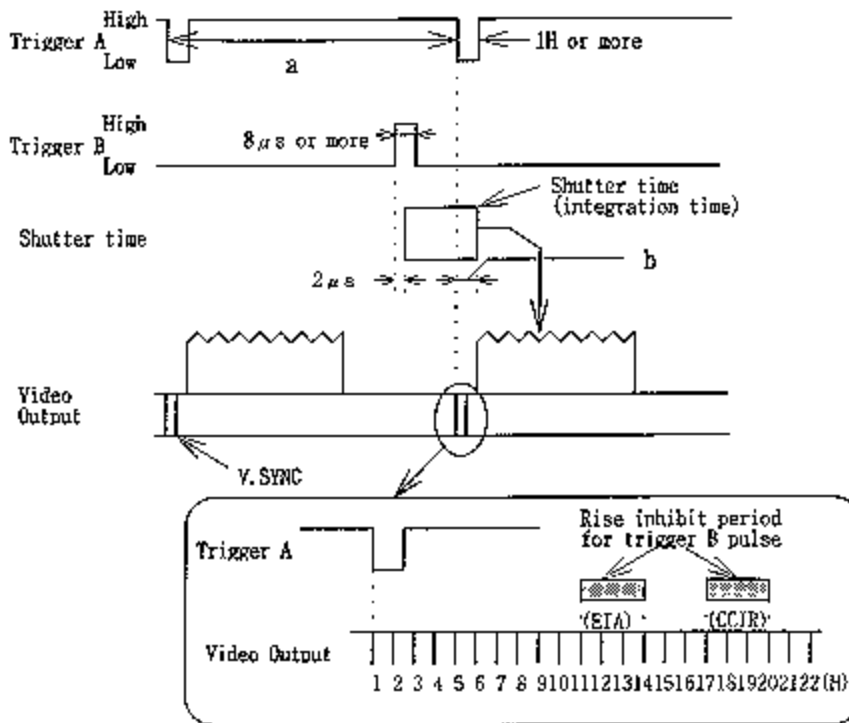 High
Trigger A
Low
a
1H or more
High
Trigger B
Low
8μs or more
Shutter time
(integration time)
Shutter time
b
2μs
Video
Output
V.SYNC
Rise inhibit period
for trigger B pulse
Trigger A
(EIA) (CCIR)
Video Output
1 2 3 4 5 6 7 8 9 10 11 12 13 14 15 16 17 18 19 20 21 22 (H)